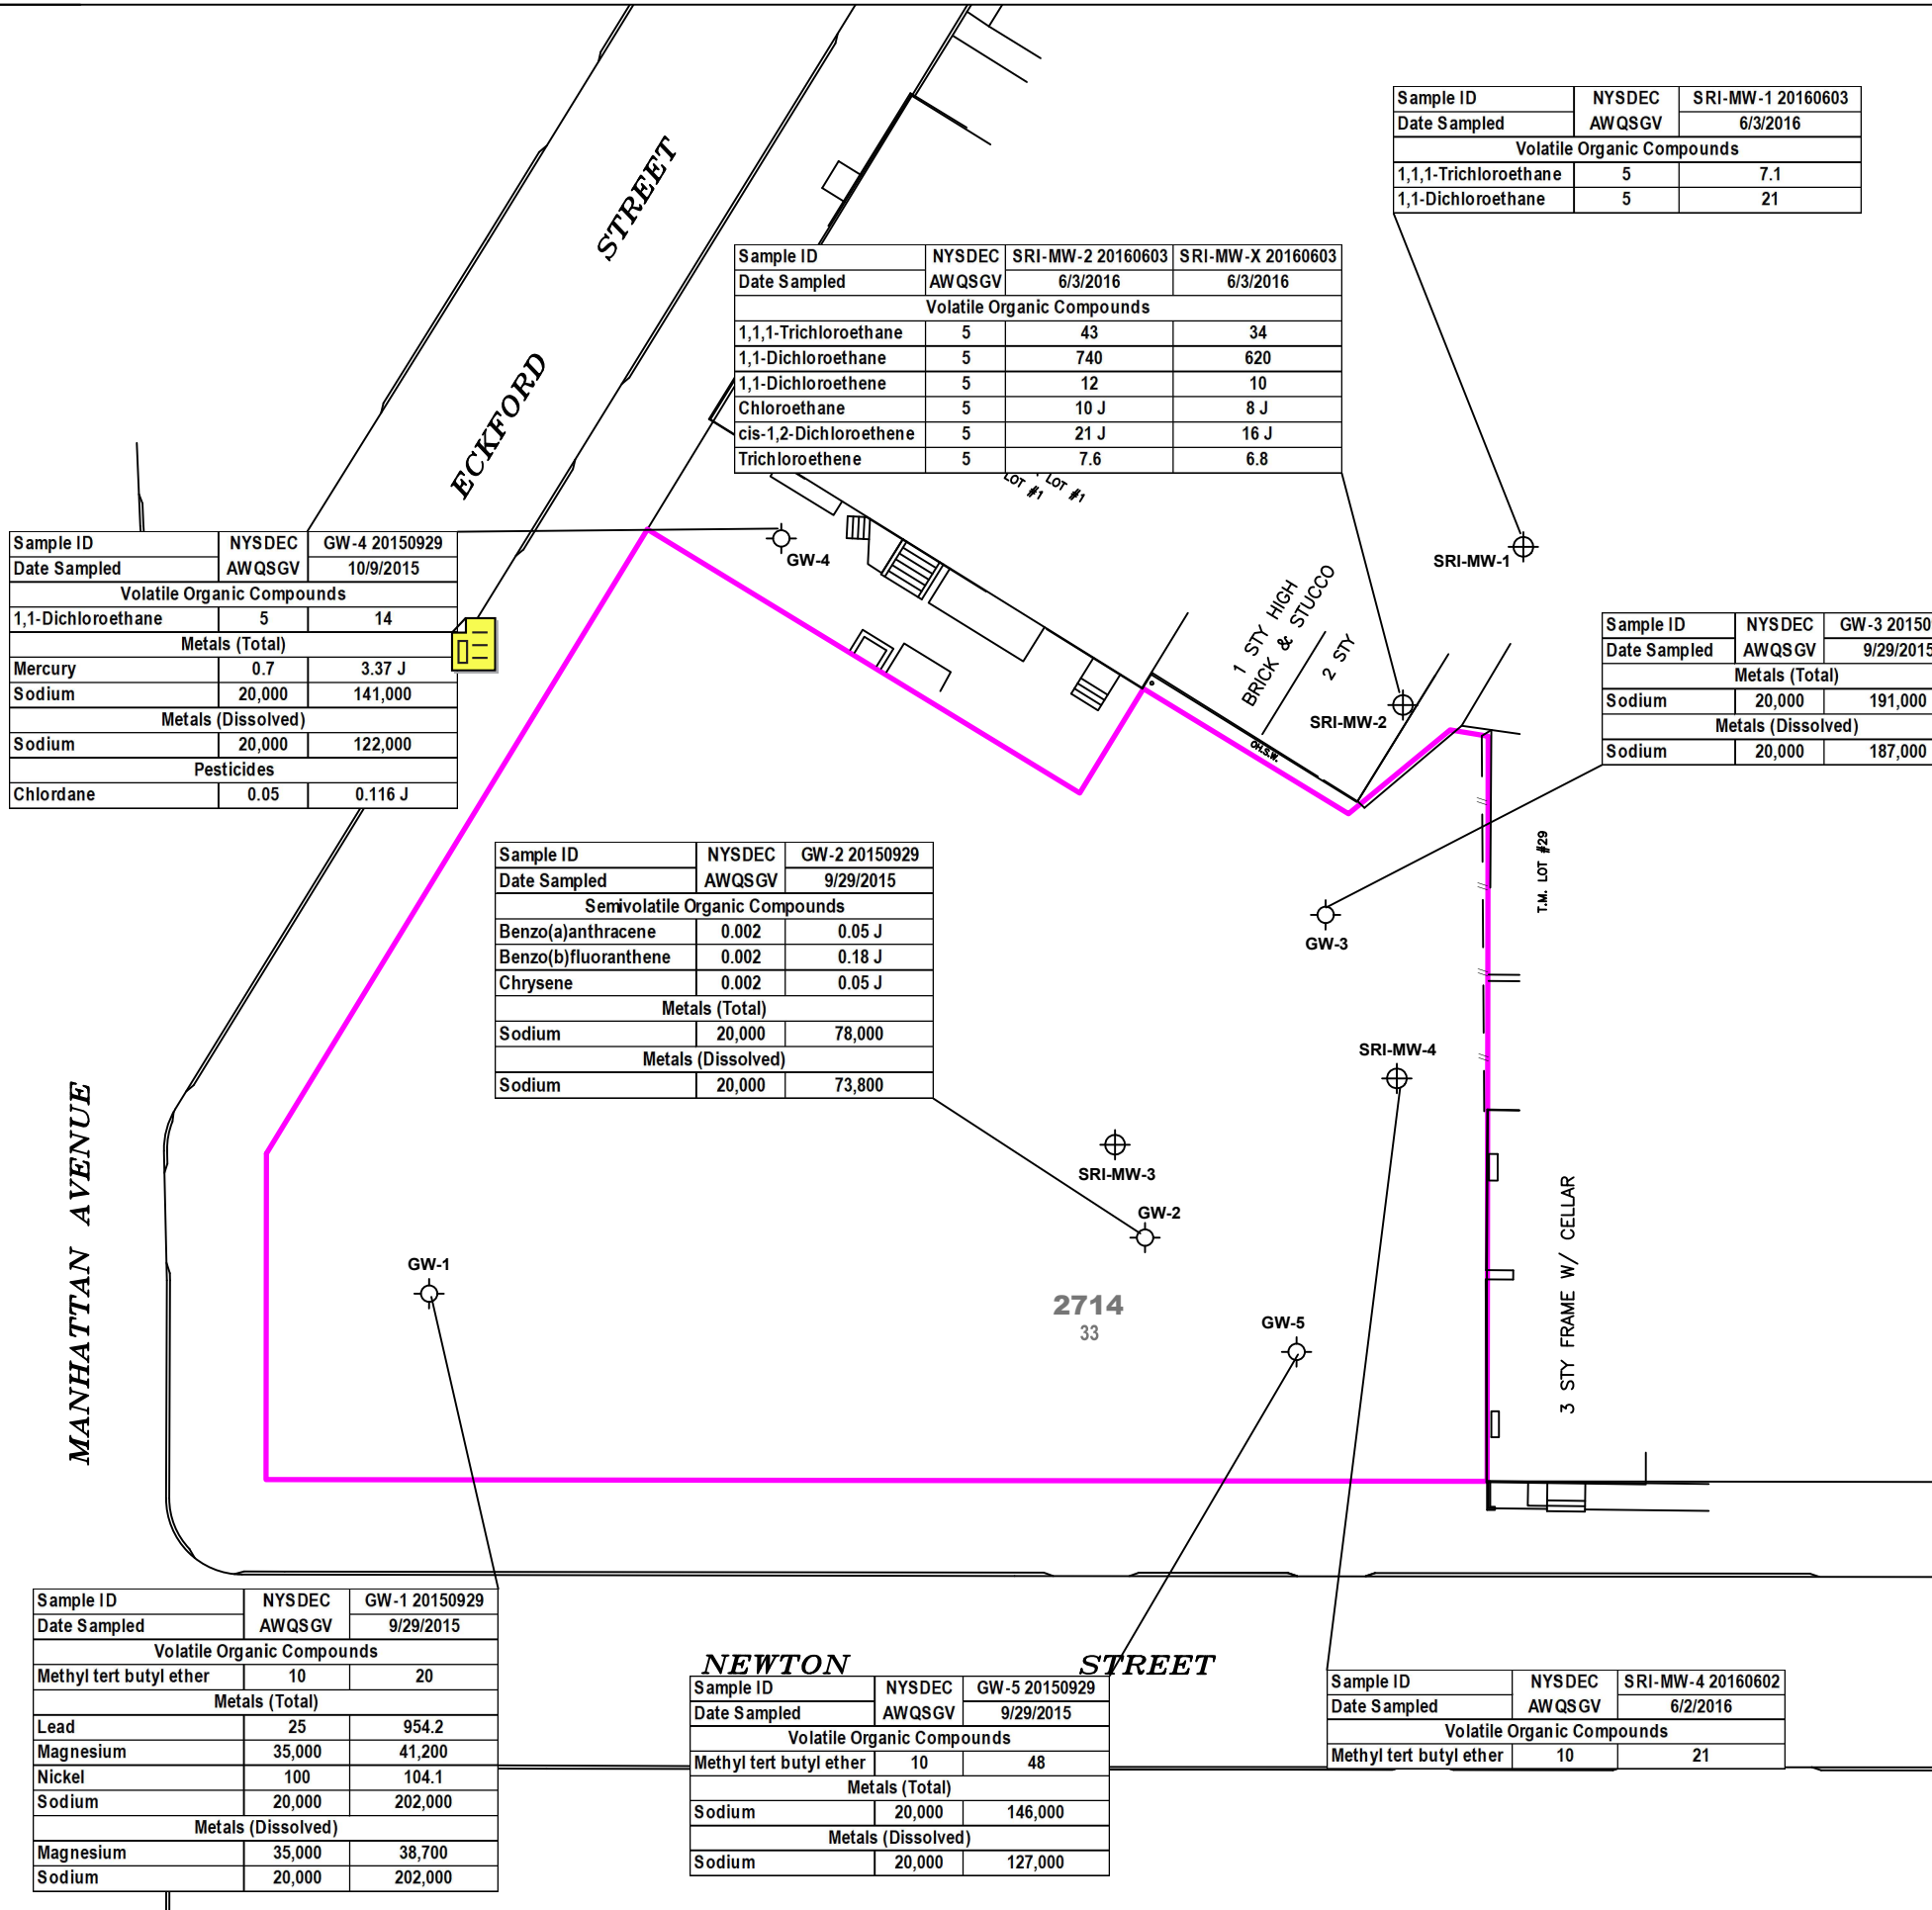 STREET
ECKFORD
Sample ID NYSDEC SRI-MW-1 20160603
Date Sampled AWQSGV 6/3/2016
Volatile Organic Compounds
1,1,1-Trichloroethane 5 7.1
1,1-Dichloroethane 5 21
Sample ID NYSDEC SRI-MW-2 20160603 SRI-MW-X 20160603
Date Sampled AWQSGV 6/3/2016 6/3/2016
Volatile Organic Compounds
1,1,1-Trichloroethane 5 43 34
1,1-Dichloroethane 5 740 620
1,1-Dichloroethene 5 12 10
Chloroethane 5 10 J 8 J
cis-1,2-Dichloroethene 5 21 J 16 J
Trichloroethene 5 7.6 6.8
LOT #1
LOT #1
Sample ID NYSDEC GW-4 20150929
Date Sampled AWQSGV 10/9/2015
Volatile Organic Compounds
1,1-Dichloroethane 5 14
Metals (Total)
Mercury 0.7 3.37 J
Sodium 20,000 141,000
Metals (Dissolved)
Sodium 20,000 122,000
Pesticides
Chlordane 0.05 0.116 J
GW-4
SRI-MW-1
1 STY HIGH
BRICK & STUCCO
2 STY
SRI-MW-2
OH.S.W.
Sample ID NYSDEC GW-3 20150
Date Sampled AWQSGV 9/29/2015
Metals (Total)
Sodium 20,000 191,000
Metals (Dissolved)
Sodium 20,000 187,000
T.M. LOT #29
GW-3
Sample ID NYSDEC GW-2 20150929
Date Sampled AWQSGV 9/29/2015
Semivolatile Organic Compounds
Benzo(a)anthracene 0.002 0.05 J
Benzo(b)fluoranthene 0.002 0.18 J
Chrysene 0.002 0.05 J
Metals (Total)
Sodium 20,000 78,000
Metals (Dissolved)
Sodium 20,000 73,800
SRI-MW-4
SRI-MW-3
GW-2
MANHATTAN AVENUE
GW-1
2714
33
GW-5
3 STY FRAME W/ CELLAR
Sample ID NYSDEC GW-1 20150929
Date Sampled AWQSGV 9/29/2015
Volatile Organic Compounds
Methyl tert butyl ether 10 20
Metals (Total)
Lead 25 954.2
Magnesium 35,000 41,200
Nickel 100 104.1
Sodium 20,000 202,000
Metals (Dissolved)
Magnesium 35,000 38,700
Sodium 20,000 202,000
NEWTON STREET
Sample ID NYSDEC GW-5 20150929
Date Sampled AWQSGV 9/29/2015
Volatile Organic Compounds
Methyl tert butyl ether 10 48
Metals (Total)
Sodium 20,000 146,000
Metals (Dissolved)
Sodium 20,000 127,000
Sample ID NYSDEC SRI-MW-4 20160602
Date Sampled AWQSGV 6/2/2016
Volatile Organic Compounds
Methyl tert butyl ether 10 21